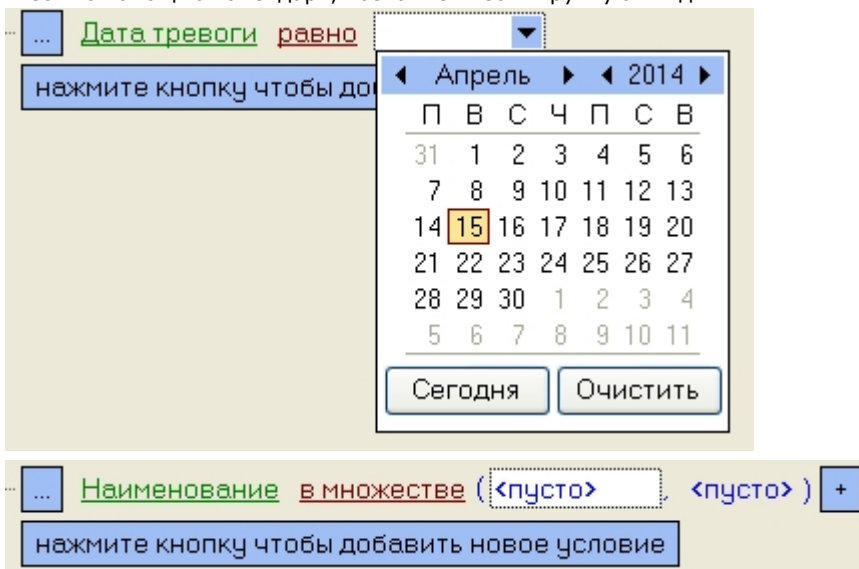 ... Дата тревоги равно
нажмите кнопку чтобы до
Апрель 2014
П В С Ч П С В
31 1 2 3 4 5 6
7 8 9 10 11 12 13
14 15 16 17 18 19 20
21 22 23 24 25 26 27
28 29 30 1 2 3 4
5 6 7 8 9 10 11
Сегодня Очистить
... Наименование в множестве ( <пусто> , <пусто> ) +
нажмите кнопку чтобы добавить новое условие